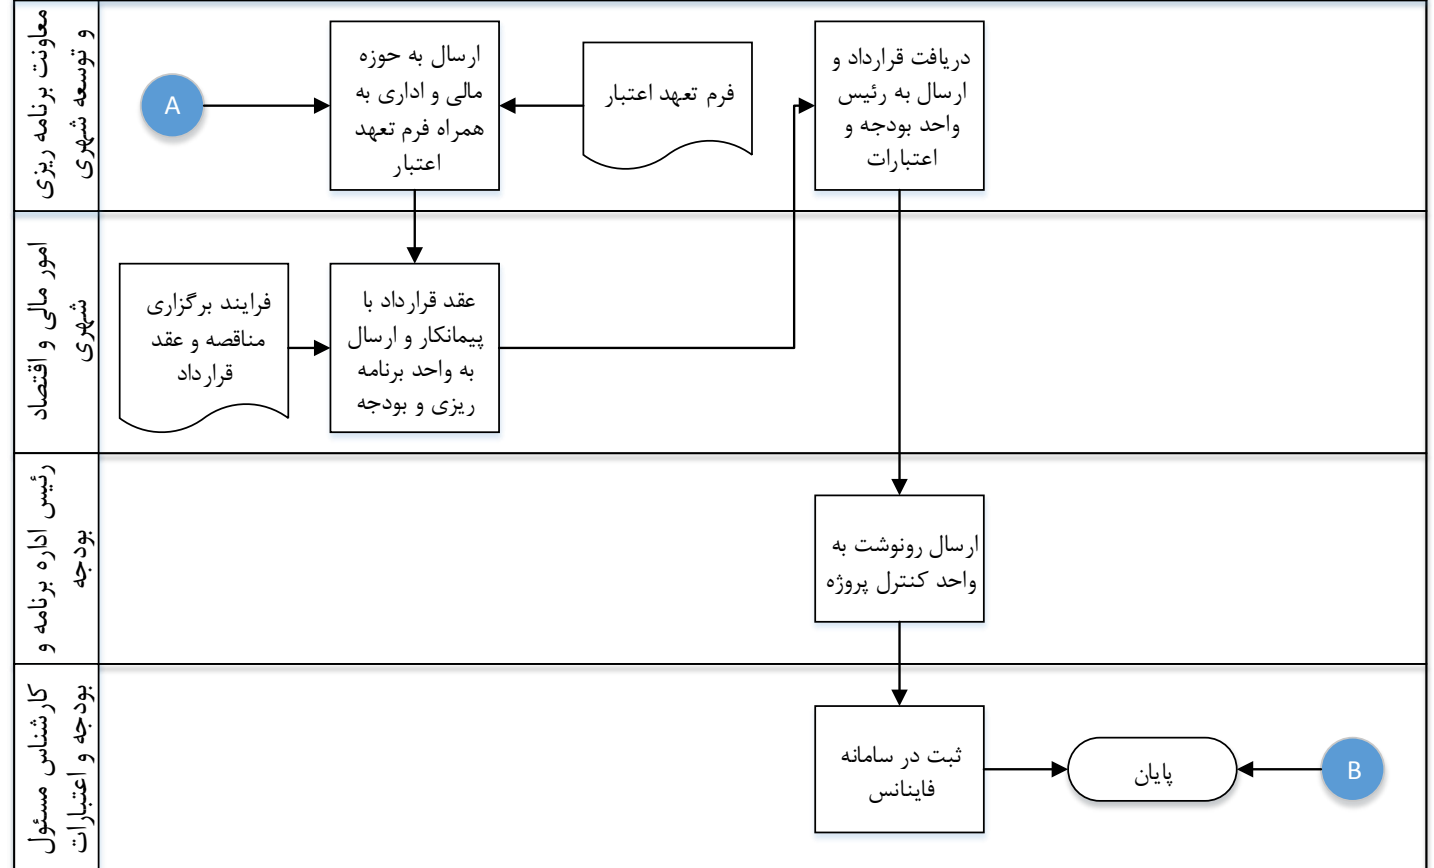 معاونت برنامه ریزی
و توسعه شهری
A
ارسال به حوزه
مالی و اداری به
همراه فرم تعهد
اعتبار
فرم تعهد اعتبار
دریافت قرارداد و
ارسال به رئیس
واحد بودجه و
اعتبارات
امور مالی و اقتصاد
شهری
فرایند برگزاری
مناقصه و عقد
قرارداد
عقد قرارداد با
پیمانکار و ارسال
به واحد برنامه
ریزی و بودجه
رئیس اداره برنامه و
بودجه
ارسال رونوشت به
واحد کنترل پروژه
کارشناس مسئول
بودجه و اعتبارات
ثبت در سامانه
فاینانس
پایان
B